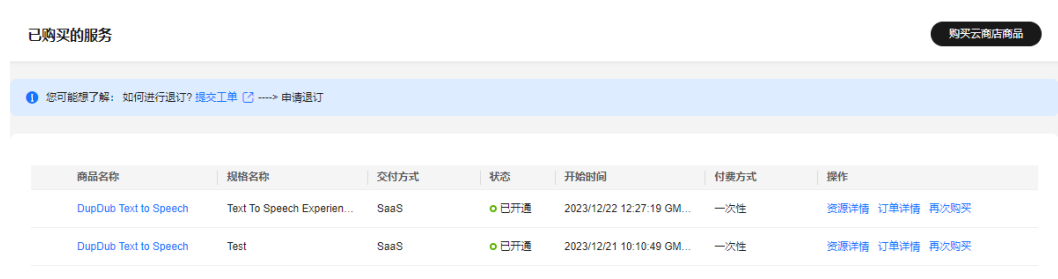 已购买的服务
购买云商店商品
您可能想了解： 如何进行退订? 提交工单 ----> 申请退订
商品名称 规格名称 交付方式 状态 开始时间 付费方式 操作
DupDub Text to Speech Text To Speech Experien... SaaS 已开通 2023/12/22 12:27:19 GM... 一次性 资源详情 订单详情 再次购买
DupDub Text to Speech Test SaaS 已开通 2023/12/21 10:10:49 GM... 一次性 资源详情 订单详情 再次购买